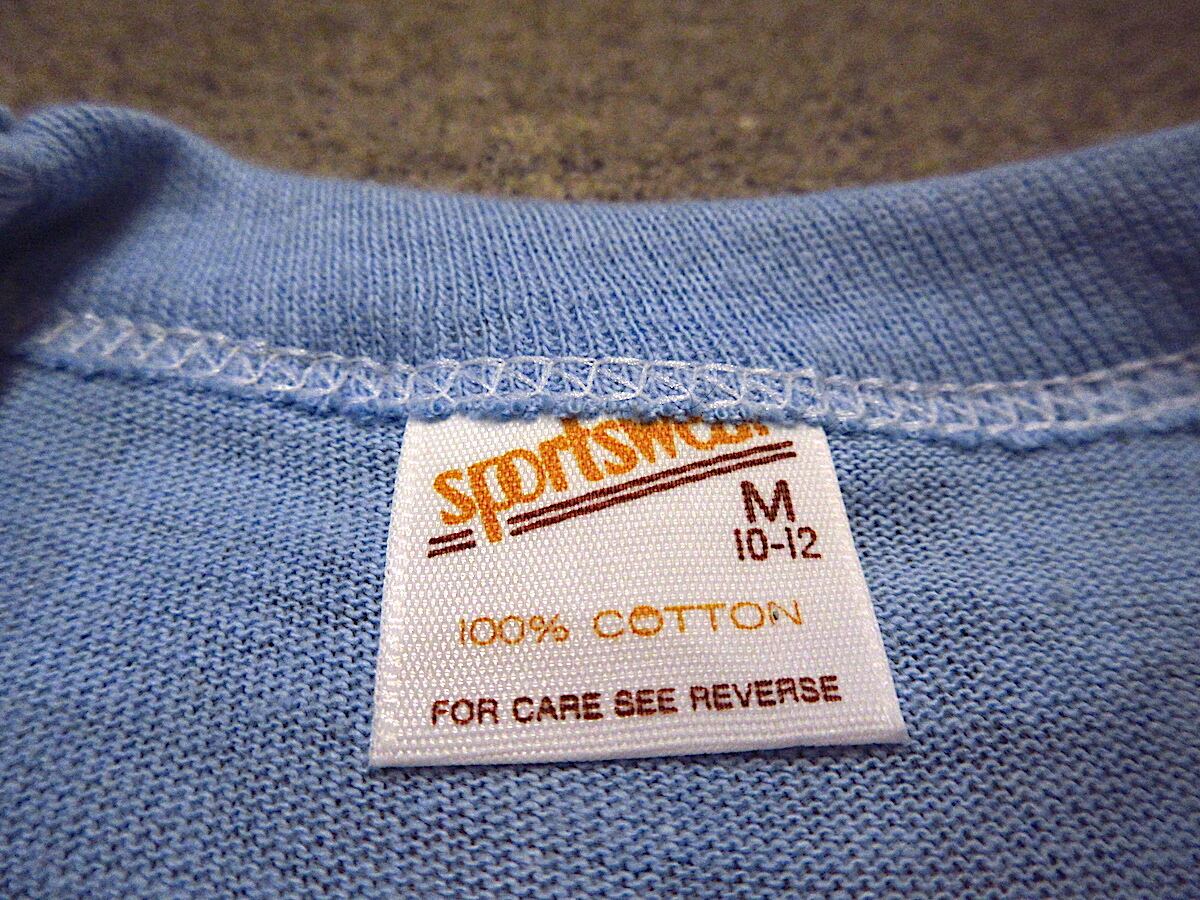 sportswear
M
10-12
100% COTTON
FOR CARE SEE REVERSE